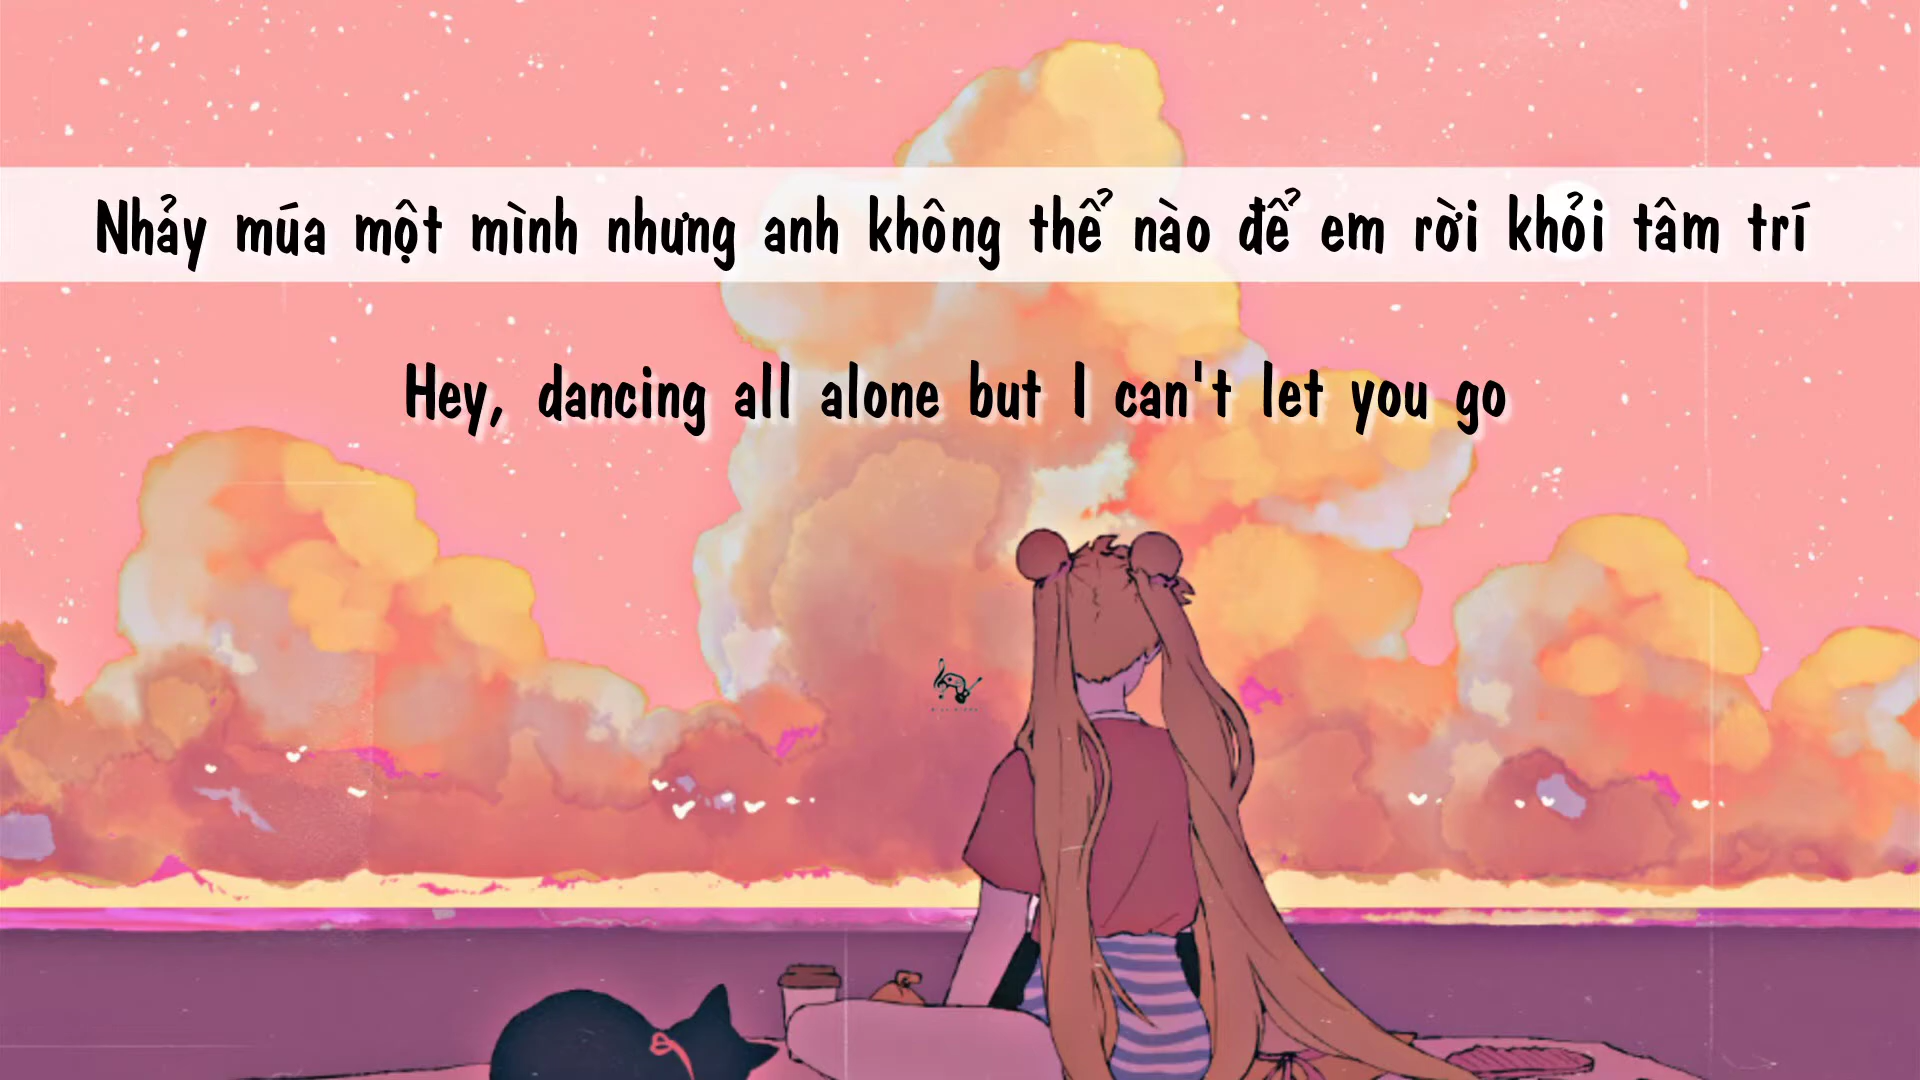 Nhảy múa một mình nhưng anh không thể nào để em rời khỏi tâm trí
Hey, dancing all alone but I can't let you go